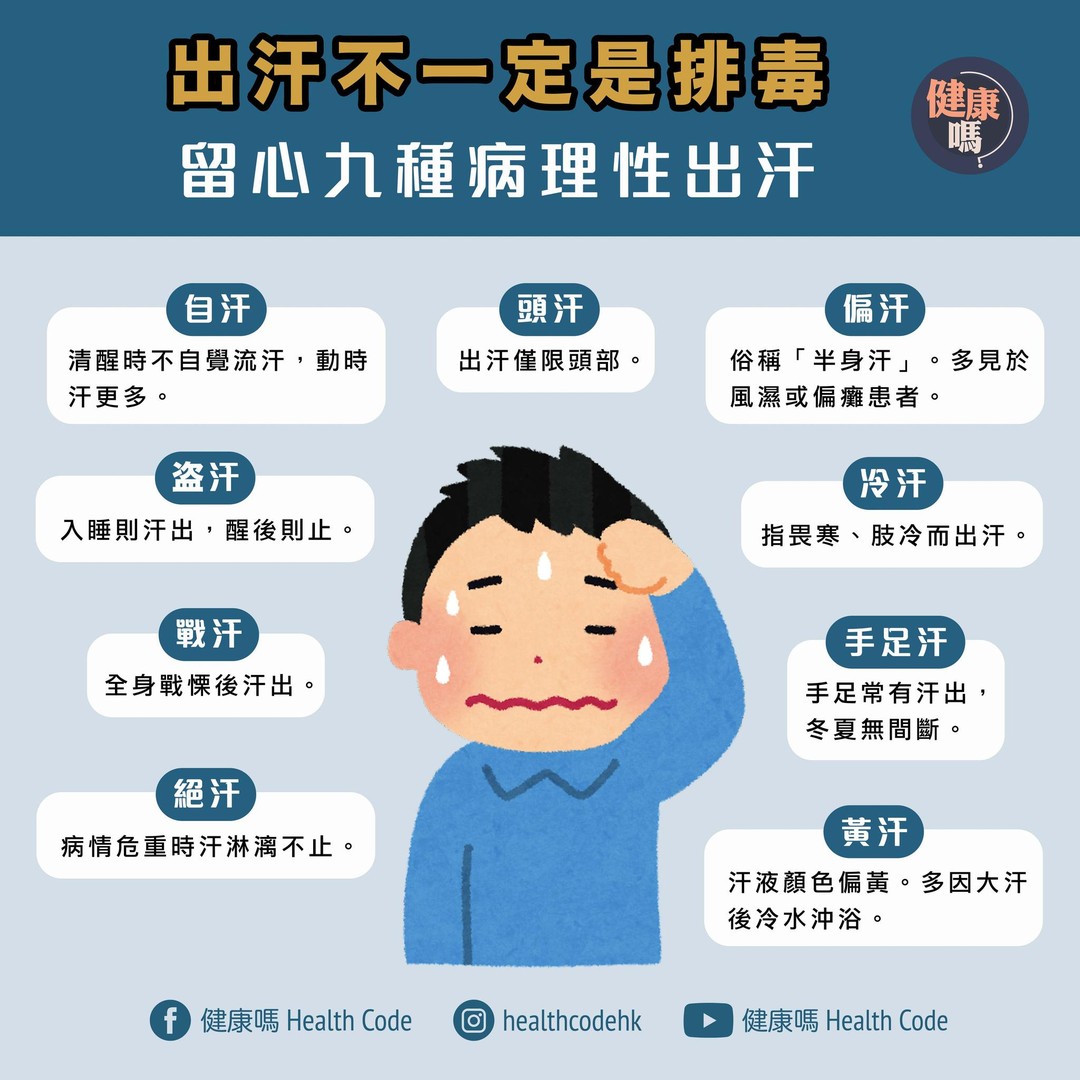 出汗不一定是排毒
留心九種病理性出汗
健康
嗎
自汗
清醒時不自覺流汗，動時
汗更多。
頭汗
出汗僅限頭部。
偏汗
俗稱「半身汗」。多見於
風濕或偏癱患者。
盜汗
入睡則汗出，醒後則止。
冷汗
指畏寒、肢冷而出汗。
戰汗
全身戰慄後汗出。
手足汗
手足常有汗出，
冬夏無間斷。
絕汗
病情危重時汗淋漓不止。
黃汗
汗液顏色偏黃。多因大汗
後冷水沖浴。
健康嗎 Health Code
healthcodehk
健康嗎 Health Code